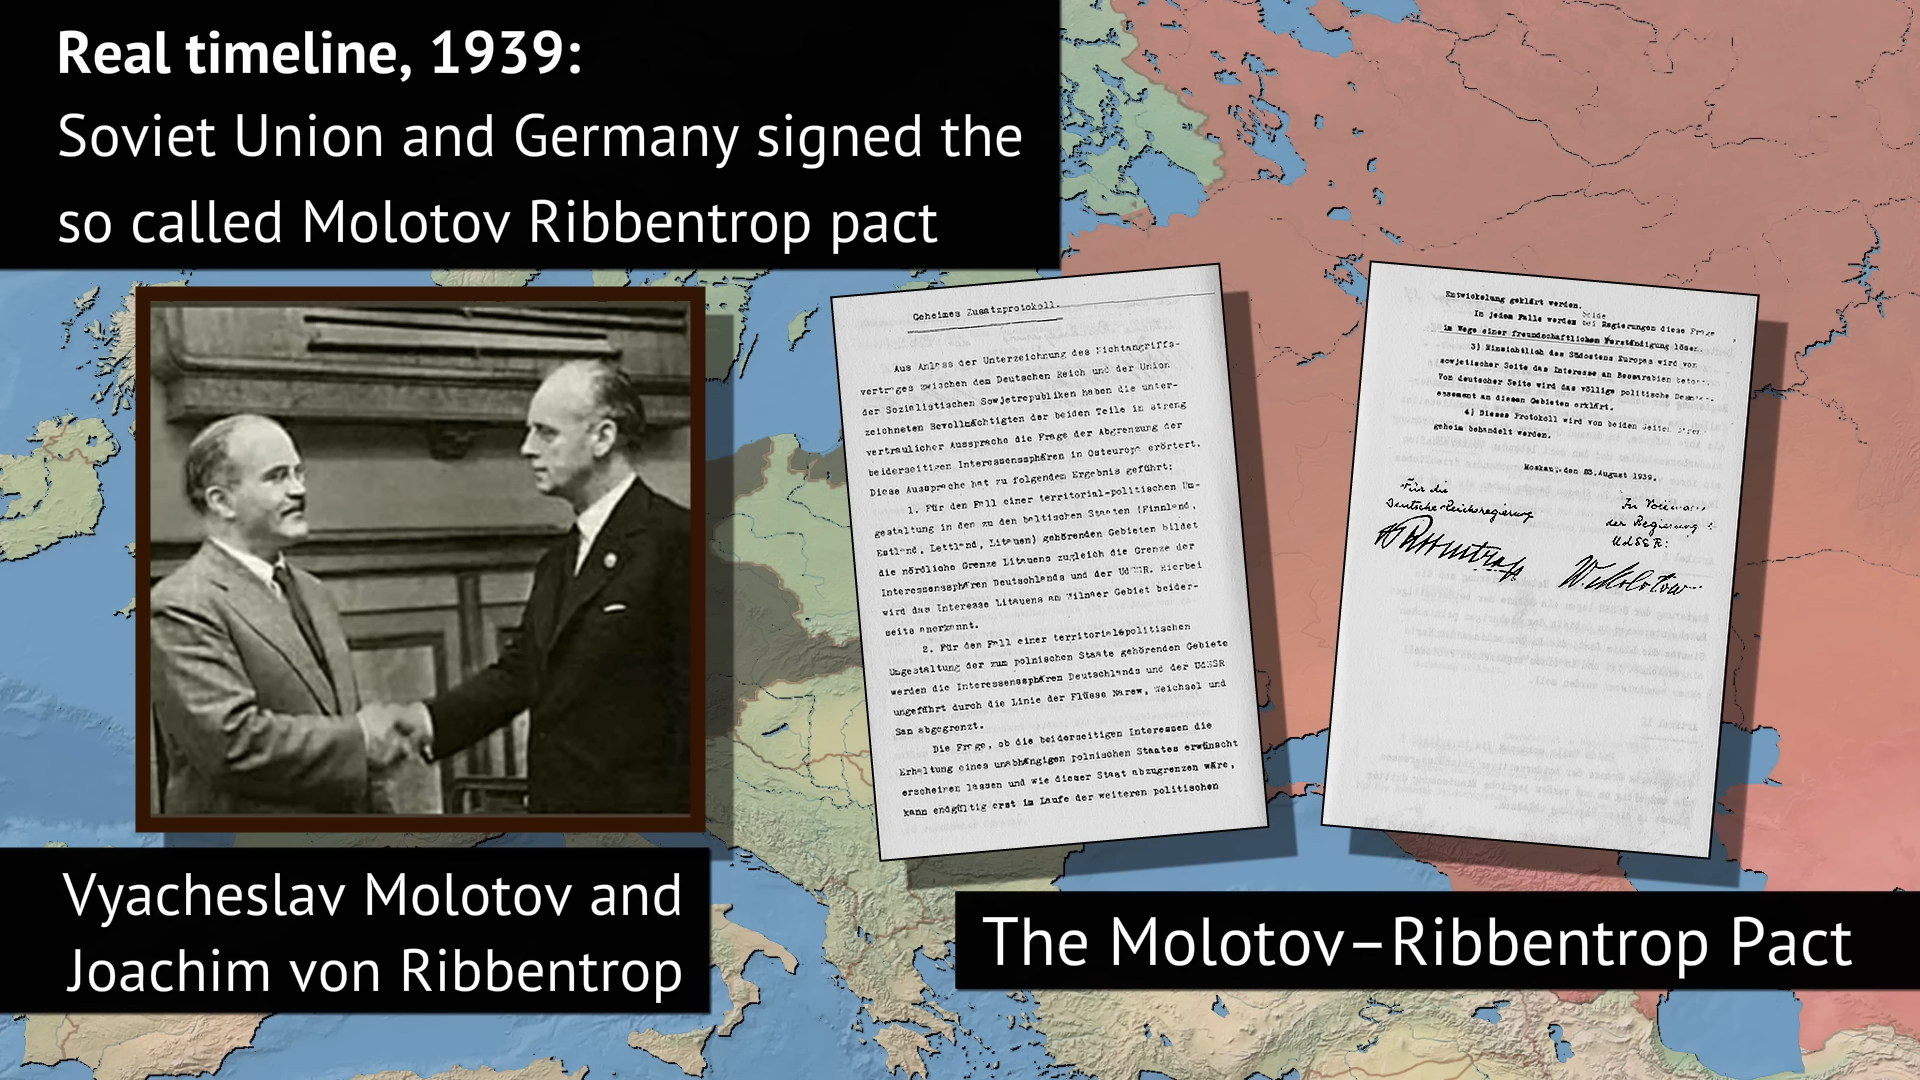 Real timeline, 1939:
Soviet Union and Germany signed the
so called Molotov Ribbentrop pact
Geheimes Zusatzprotokoll.
Aus Anlass der Unterzeichnung des Nichtangriffs-
vertrages zwischen dem Deutschen Reich und der Union
der Sozialistischen Sowjetrepubliken haben die unter-
zeichneten Bevollmächtigten der beiden Teile in streng
vertraulicher Aussprache die Frage der Abgrenzung der
beiderseitigen Interessensphären in Osteuropa erörtert.
Diese Aussprache hat zu folgendem Ergebnis geführt:
1. Für den Fall einer territorial-politischen Um-
gestaltung in den zu den baltischen Staaten (Finnland,
Estland, Lettland, Litauen) gehörenden Gebieten bildet
die nördliche Grenze Litauens zugleich die Grenze der
Interessensphären Deutschlands und der UdSSR. Hierbei
wird das Interesse Litauens am Wilnaer Gebiet beider-
seits anerkannt.
2. Für den Fall einer territorial-politischen
Umgestaltung der zum polnischen Staate gehörenden Gebiete
werden die Interessensphären Deutschlands und der UdSSR
ungefährt durch die Linie der Flüsse Narew, Weichsel und
San abgegrenzt.
Die Frage, ob die beiderseitigen Interessen die
Erhaltung eines unabhängigen polnischen Staates erwünscht
erscheinen lassen und wie dieser Staat abzugrenzen wäre,
kann endgültig erst im Laufe der weiteren politischen
Entwickelung geklärt werden.
In jedem Falle werden beide Regierungen diese Frage
im Wege einer freundschaftlichen Verständigung lösen.
3) Hinsichtlich des Südostens Europas wird von
sowjetischer Seite das Interesse an Bessarabien
Von deutscher Seite wird das völlige politische
an diesen Gebieten erklärt.
4) Dieses Protokoll wird von beiden Seiten streng
geheim behandelt werden.
Moskau, den 23. August 1939.
Für die
Deutsche Reichsregierung
Ribbentrop
In
der Regierung
UdSSR:
W. Molotow
Vyacheslav Molotov and
Joachim von Ribbentrop
The Molotov–Ribbentrop Pact